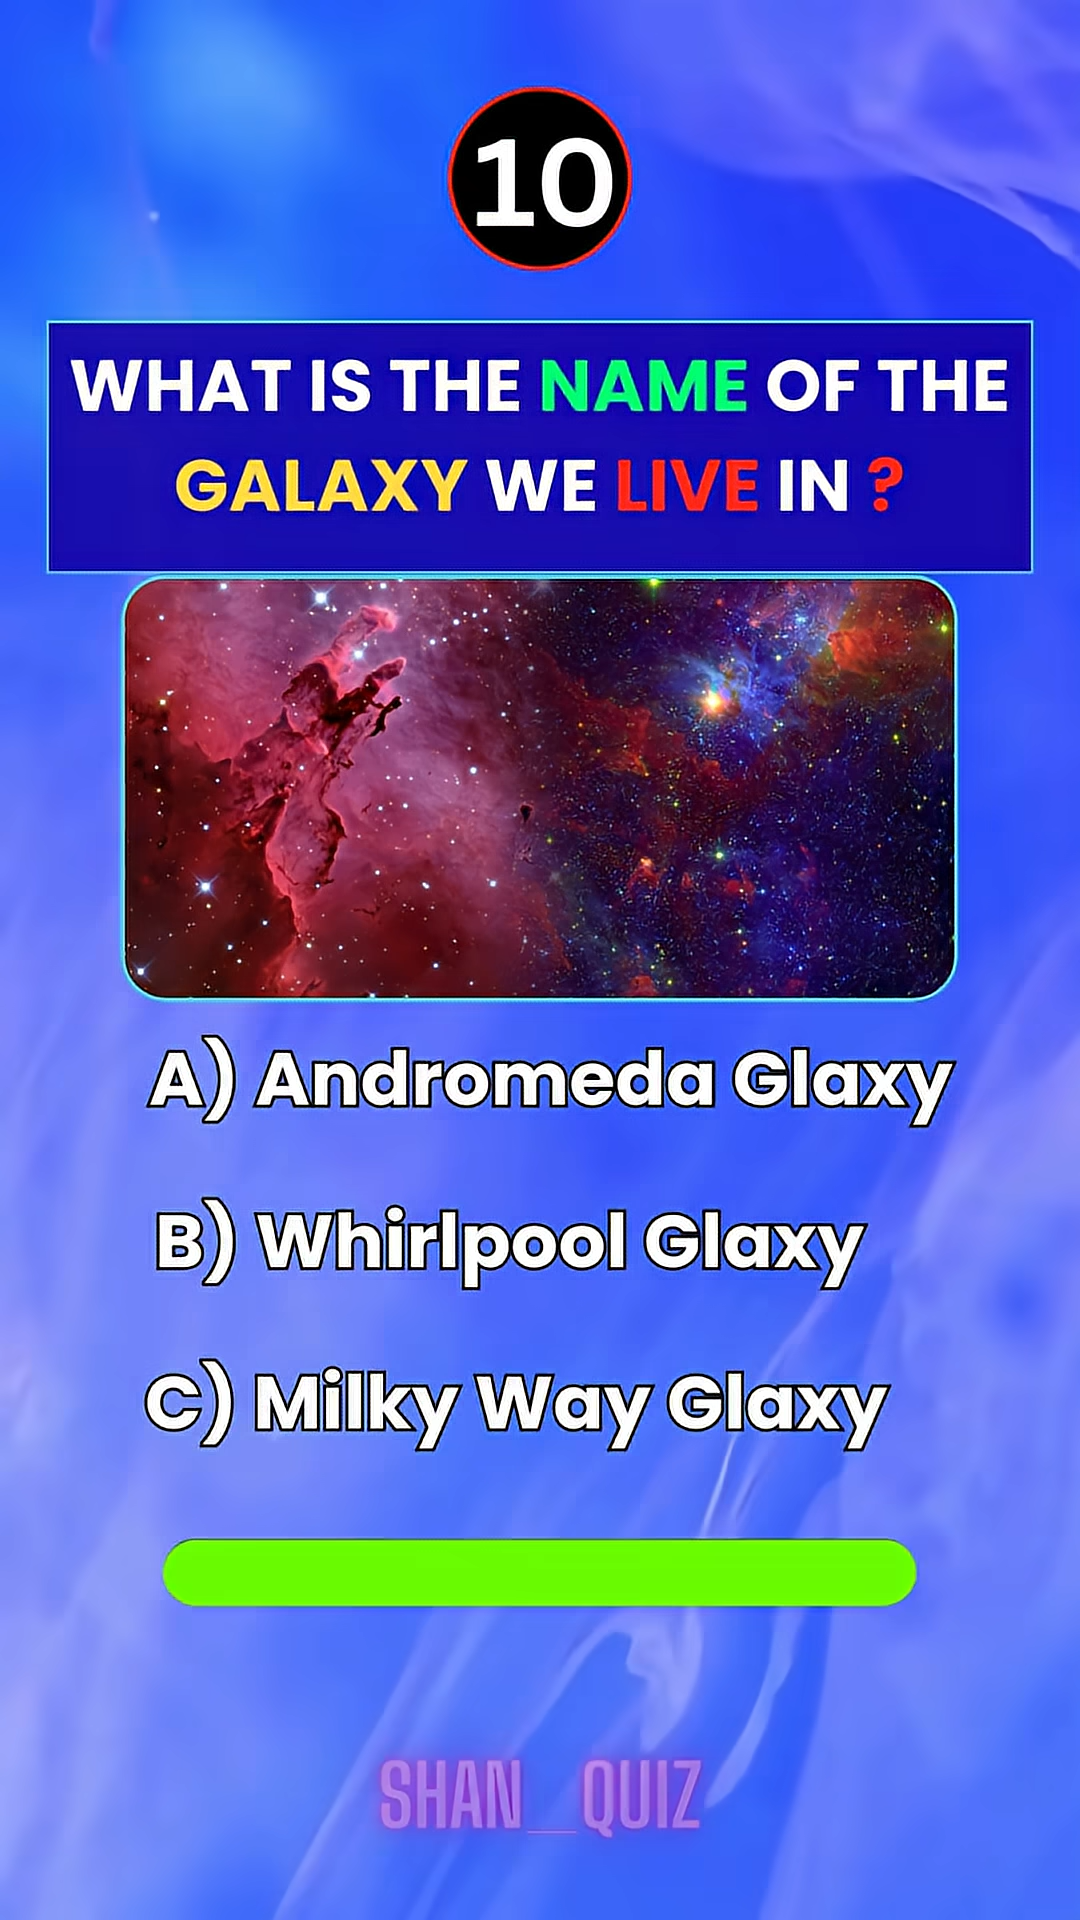 10
WHAT IS THE NAME OF THE
GALAXY WE LIVE IN ?
A) Andromeda Glaxy
B) Whirlpool Glaxy
C) Milky Way Glaxy
SHAN_QUIZ